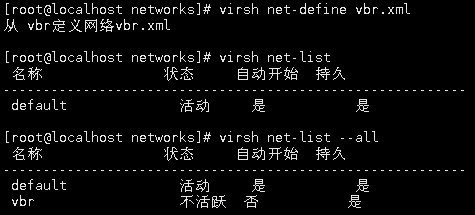 [root@localhost networks]# virsh net-define vbr.xml
从 vbr定义网络vbr.xml
[root@localhost networks]# virsh net-list
名称 状态 自动开始 持久
----------------------------------------------------------
default 活动 是 是
[root@localhost networks]# virsh net-list --all
名称 状态 自动开始 持久
----------------------------------------------------------
default 活动 是 是
vbr 不活跃 否 是